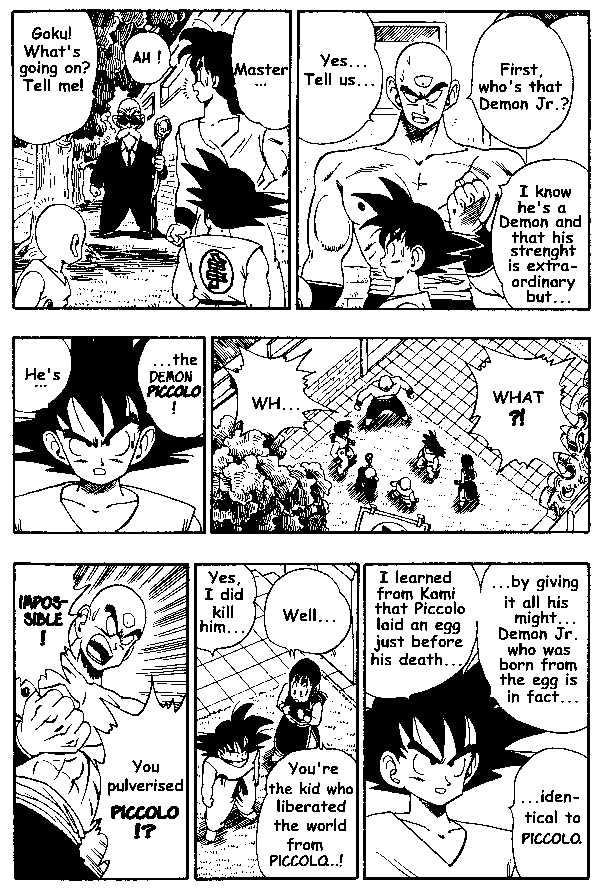 Goku!
What's
going on?
Tell me!
AH !
Master
...
Yes...
Tell us...
First,
who's that
Demon Jr.?
I know
he's a
Demon and
that his
strenght
is extra-
ordinary
but...
He's
...
...the
DEMON
PICCOLO
!
WH...
WHAT
?!
IMPOS-
SIBLE
!
You
pulverised
PICCOLO
!?
Yes,
I did
kill
him...
Well...
You're
the kid who
liberated
the world
from
PICCOLO...!
I learned
from Kami
that Piccolo
laid an egg
just before
his death...
...by giving
it all his
might...
Demon Jr.
who was
born from
the egg is
in fact...
...iden-
tical to
PICCOLO.